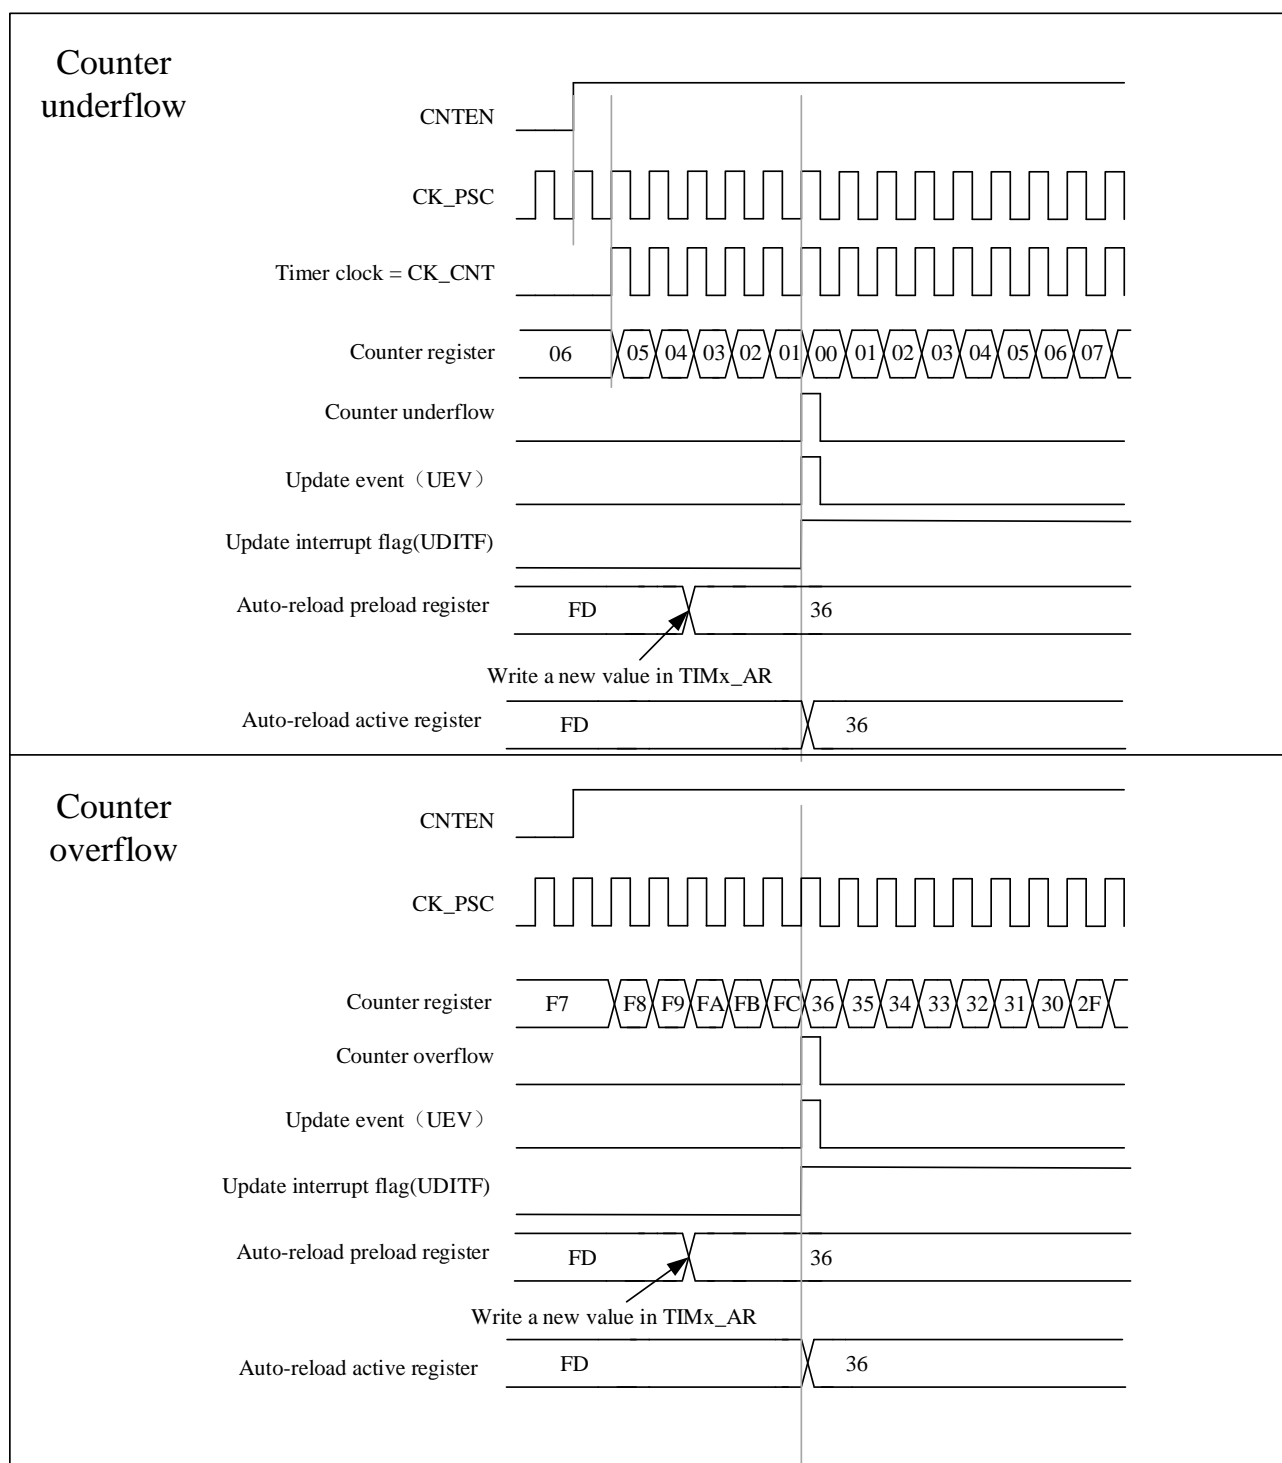 Counter
underflow
CNTEN
CK_PSC
Timer clock = CK_CNT
Counter register 06 05 04 03 02 01 00 01 02 03 04 05 06 07
Counter underflow
Update event（UEV）
Update interrupt flag(UDITF)
Auto-reload preload register FD 36
Write a new value in TIMx_AR
Auto-reload active register FD 36
Counter
overflow
CNTEN
CK_PSC
Counter register F7 F8 F9 FA FB FC 36 35 34 33 32 31 30 2F
Counter overflow
Update event（UEV）
Update interrupt flag(UDITF)
Auto-reload preload register FD 36
Write a new value in TIMx_AR
Auto-reload active register FD 36